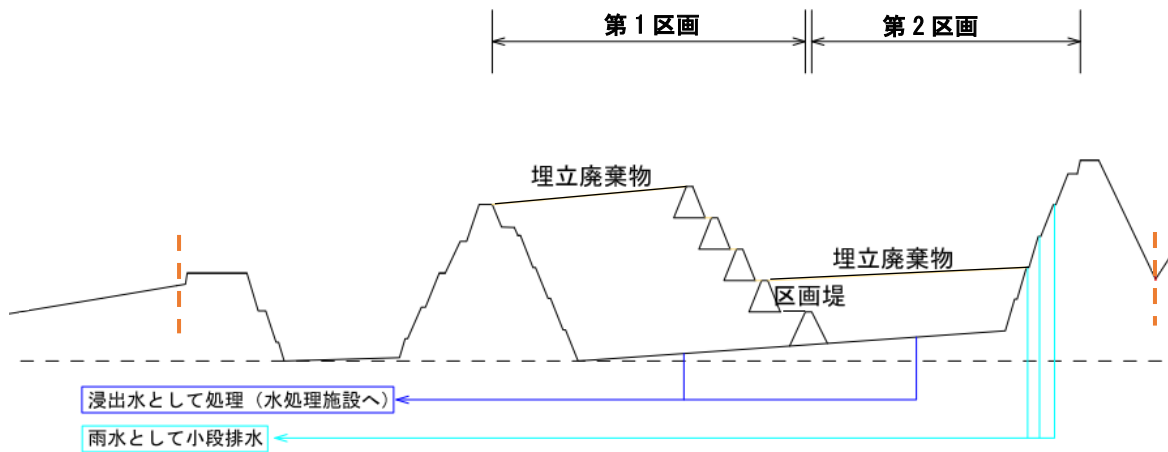 第1区画
第2区画
埋立廃棄物
埋立廃棄物
区画堤
浸出水として処理（水処理施設へ）
雨水として小段排水